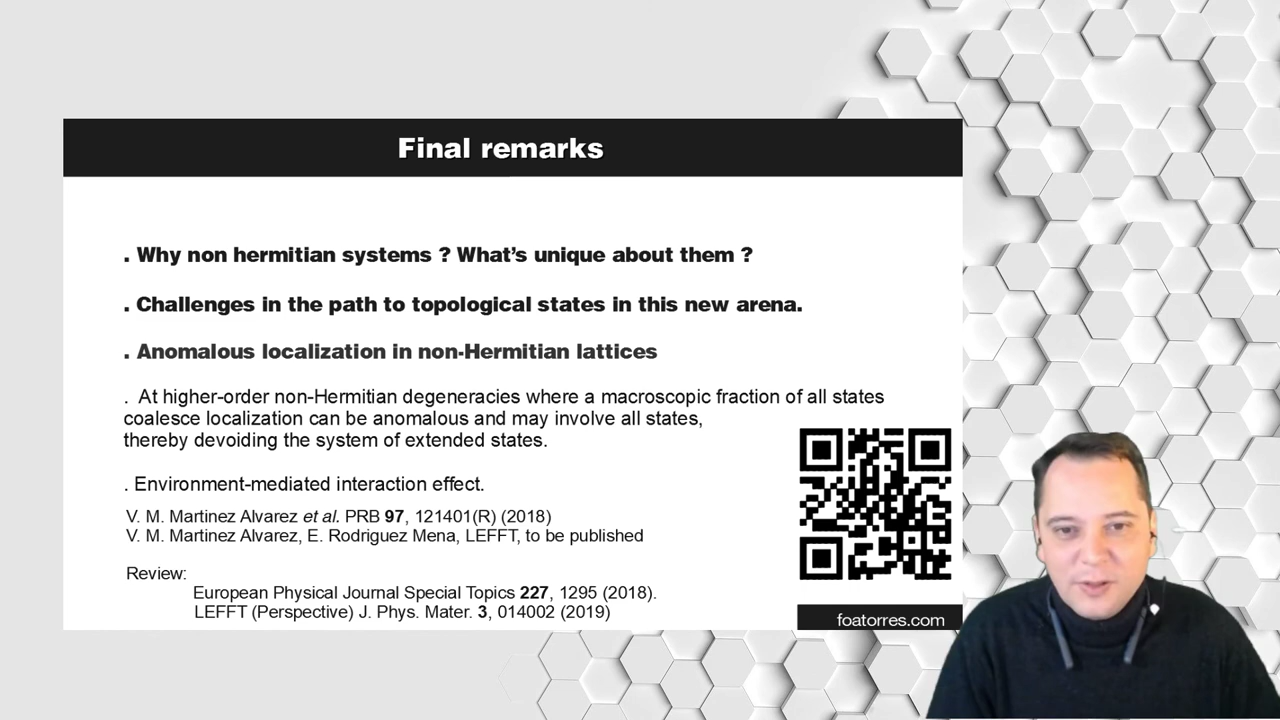 Final remarks
. Why non hermitian systems ? What's unique about them ?
. Challenges in the path to topological states in this new arena.
. Anomalous localization in non-Hermitian lattices
. At higher-order non-Hermitian degeneracies where a macroscopic fraction of all states
coalesce localization can be anomalous and may involve all states,
thereby devoiding the system of extended states.
. Environment-mediated interaction effect.
V. M. Martinez Alvarez et al. PRB 97, 121401(R) (2018)
V. M. Martinez Alvarez, E. Rodriguez Mena, LEFFT, to be published
Review:
European Physical Journal Special Topics 227, 1295 (2018).
LEFFT (Perspective) J. Phys. Mater. 3, 014002 (2019)
foatorres.com